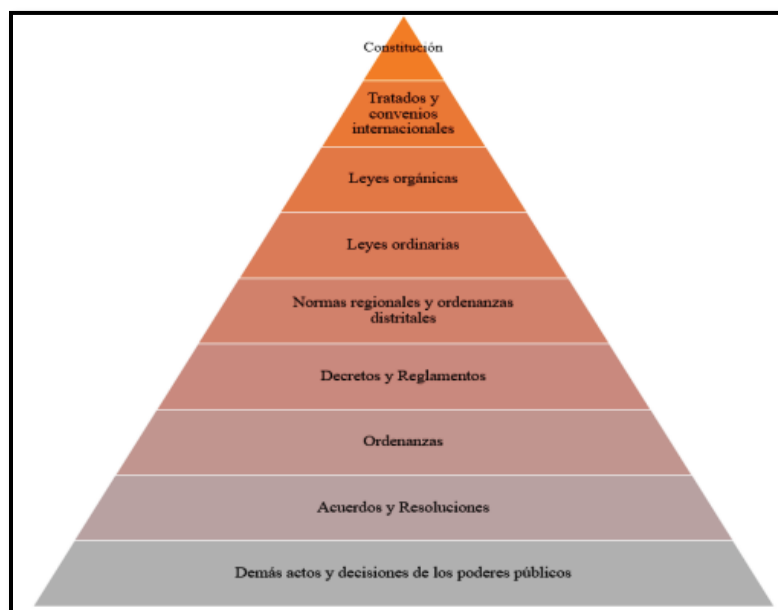 Constitución
Tratados y
convenios
internacionales
Leyes orgánicas
Leyes ordinarias
Normas regionales y ordenanzas
distritales
Decretos y Reglamentos
Ordenanzas
Acuerdos y Resoluciones
Demás actos y decisiones de los poderes públicos